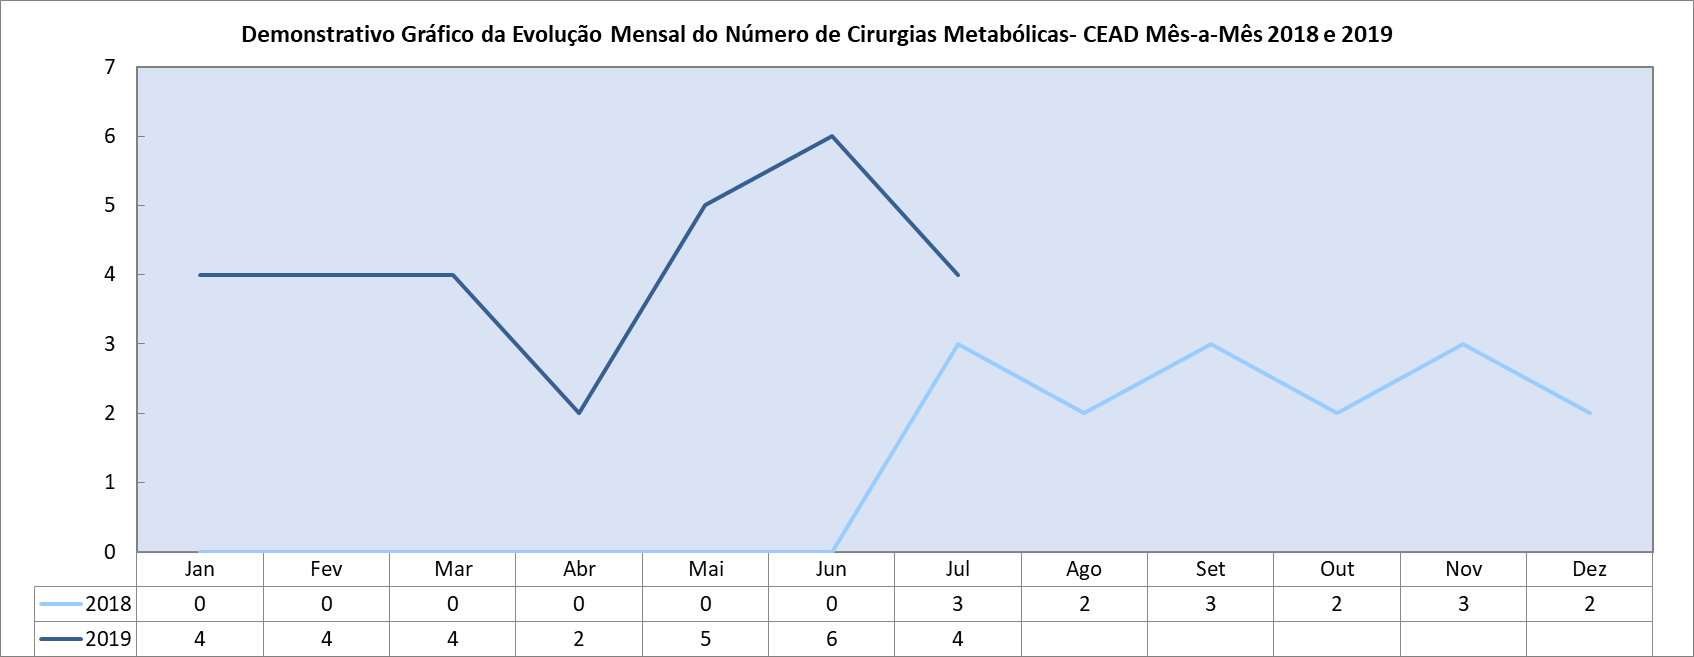 Demonstrativo Gráfico da Evolução Mensal do Número de Cirurgias Metabólicas- CEAD Mês-a-Mês 2018 e 2019
7
6
5
4
3
2
1
0
Jan Fev Mar Abr Mai Jun Jul Ago Set Out Nov Dez
2018 0 0 0 0 0 0 3 2 3 2 3 2
2019 4 4 4 2 5 6 4